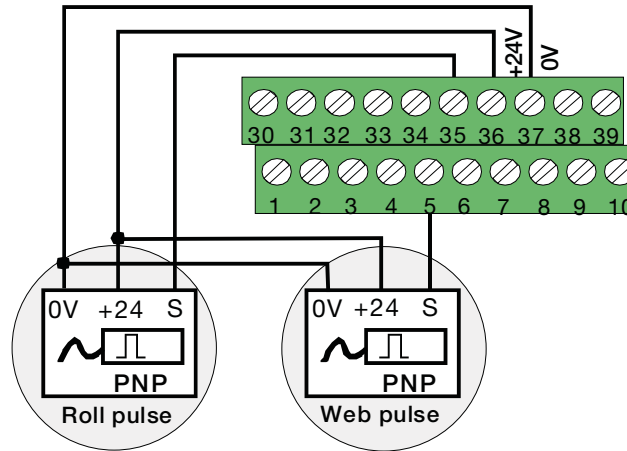 +24V
0V
30 31 32 33 34 35 36 37 38 39
1 2 3 4 5 6 7 8 9 10
0V +24 S
PNP
Roll pulse
0V +24 S
PNP
Web pulse